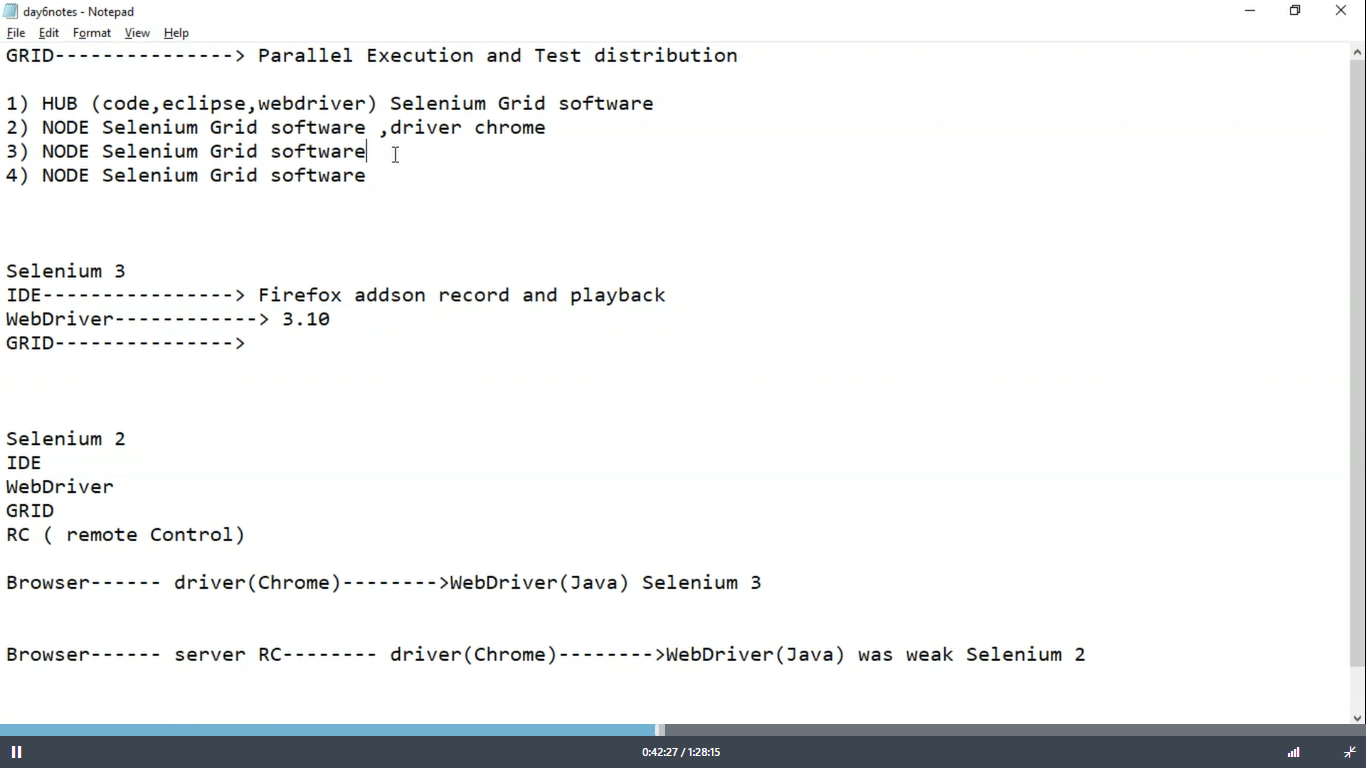 day6notes - Notepad
File Edit Format View Help
GRID---------------> Parallel Execution and Test distribution
1) HUB (code,eclipse,webdriver) Selenium Grid software
2) NODE Selenium Grid software ,driver chrome
3) NODE Selenium Grid software
4) NODE Selenium Grid software
Selenium 3
IDE----------------> Firefox addson record and playback
WebDriver------------> 3.10
GRID--------------->
Selenium 2
IDE
WebDriver
GRID
RC ( remote Control)
Browser------ driver(Chrome)-------->WebDriver(Java) Selenium 3
Browser------ server RC-------- driver(Chrome)-------->WebDriver(Java) was weak Selenium 2
0:42:27 / 1:28:15